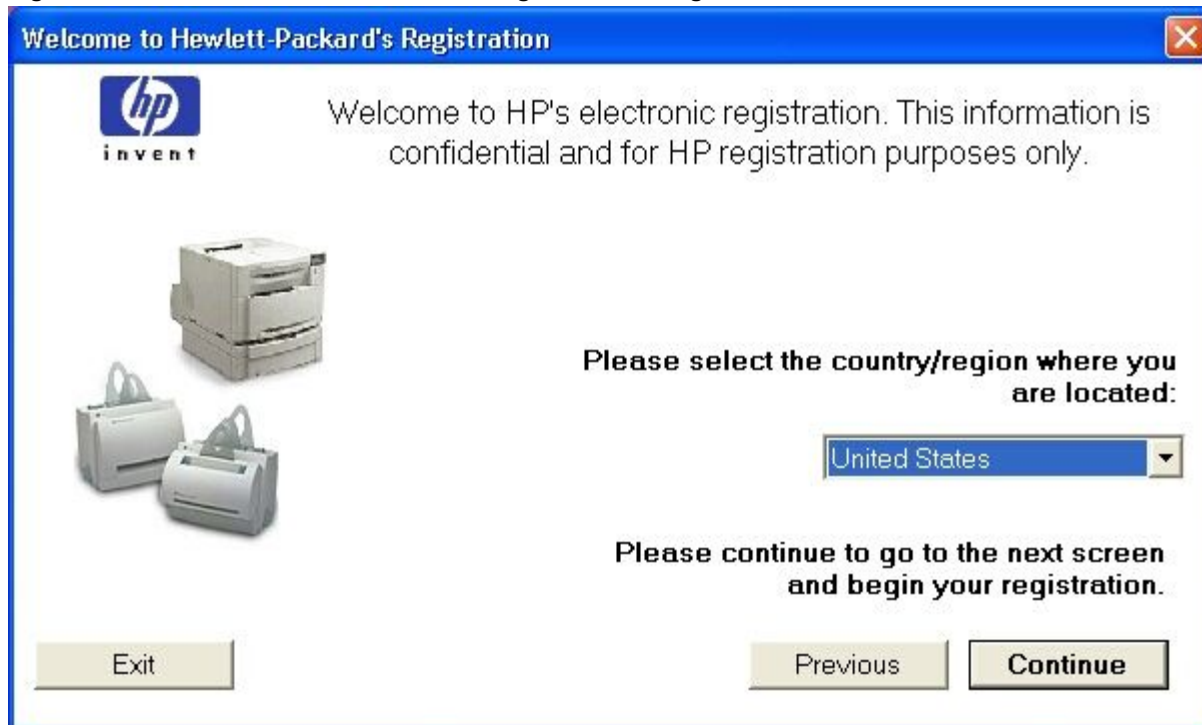 Welcome to Hewlett-Packard's Registration
hp
invent
Welcome to HP's electronic registration. This information is
confidential and for HP registration purposes only.
Please select the country/region where you
are located:
United States
Please continue to go to the next screen
and begin your registration.
Exit
Previous
Continue